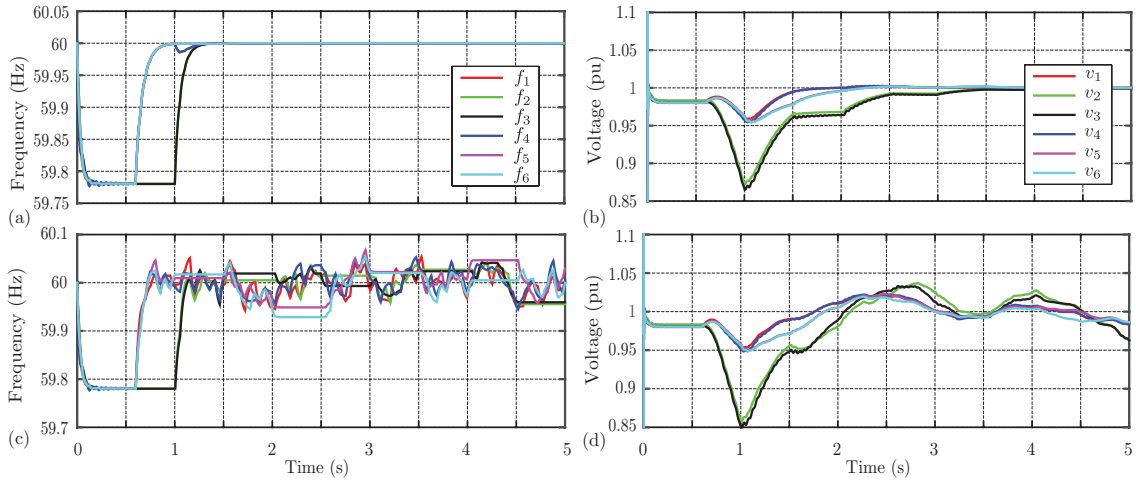 60.05
60
59.95
59.9
59.85
59.8
59.75
Frequency (Hz)
f1
f2
f3
f4
f5
f6
(a)
1.1
1.05
1
0.95
0.9
0.85
Voltage (pu)
v1
v2
v3
v4
v5
v6
(b)
60.1
60
59.9
59.8
59.7
Frequency (Hz)
(c)
0
1
2
3
4
5
Time (s)
1.1
1.05
1
0.95
0.9
0.85
Voltage (pu)
(d)
0
1
2
3
4
5
Time (s)